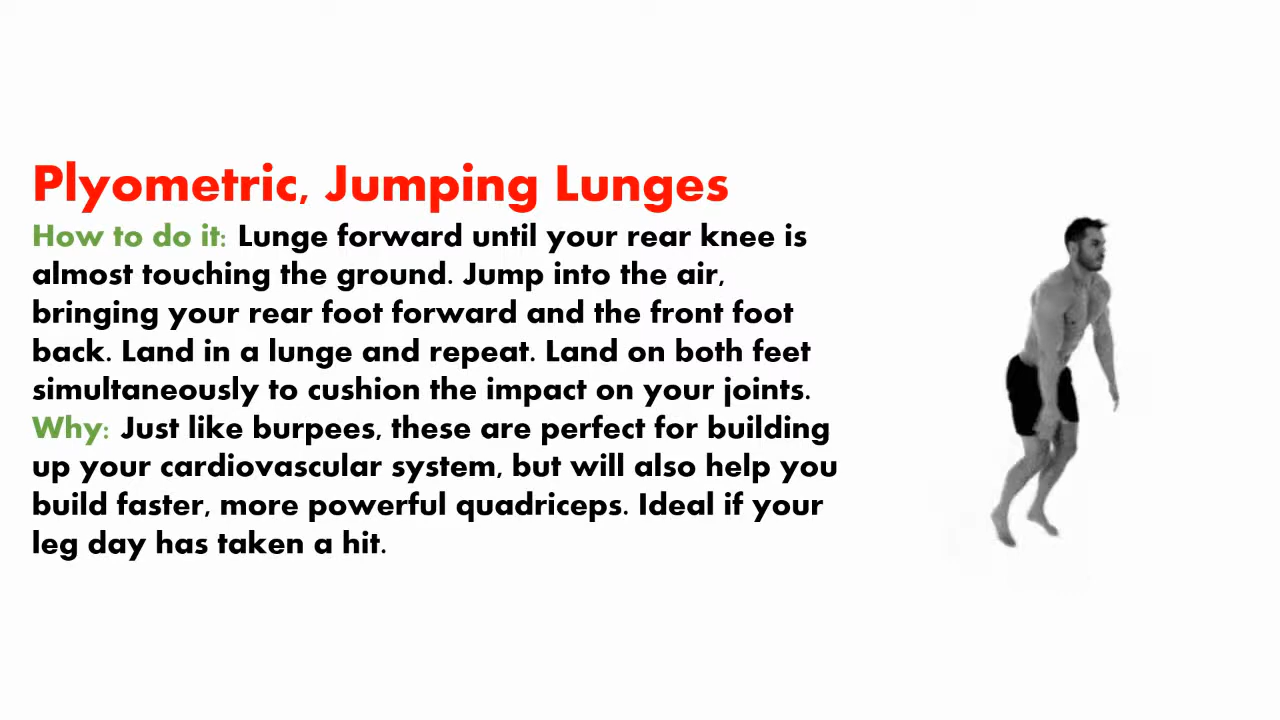 Plyometric, Jumping Lunges
How to do it: Lunge forward until your rear knee is
almost touching the ground. Jump into the air,
bringing your rear foot forward and the front foot
back. Land in a lunge and repeat. Land on both feet
simultaneously to cushion the impact on your joints.
Why: Just like burpees, these are perfect for building
up your cardiovascular system, but will also help you
build faster, more powerful quadriceps. Ideal if your
leg day has taken a hit.